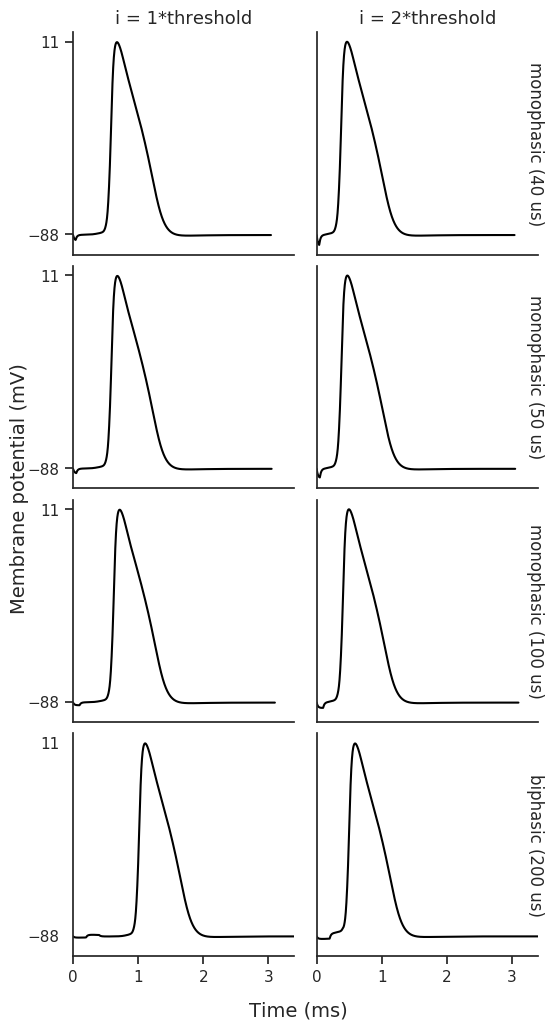 i = 1*threshold
i = 2*threshold
11
−88
monophasic (40 us)
11
−88
monophasic (50 us)
Membrane potential (mV)
11
−88
monophasic (100 us)
11
−88
biphasic (200 us)
0 1 2 3
0 1 2 3
Time (ms)